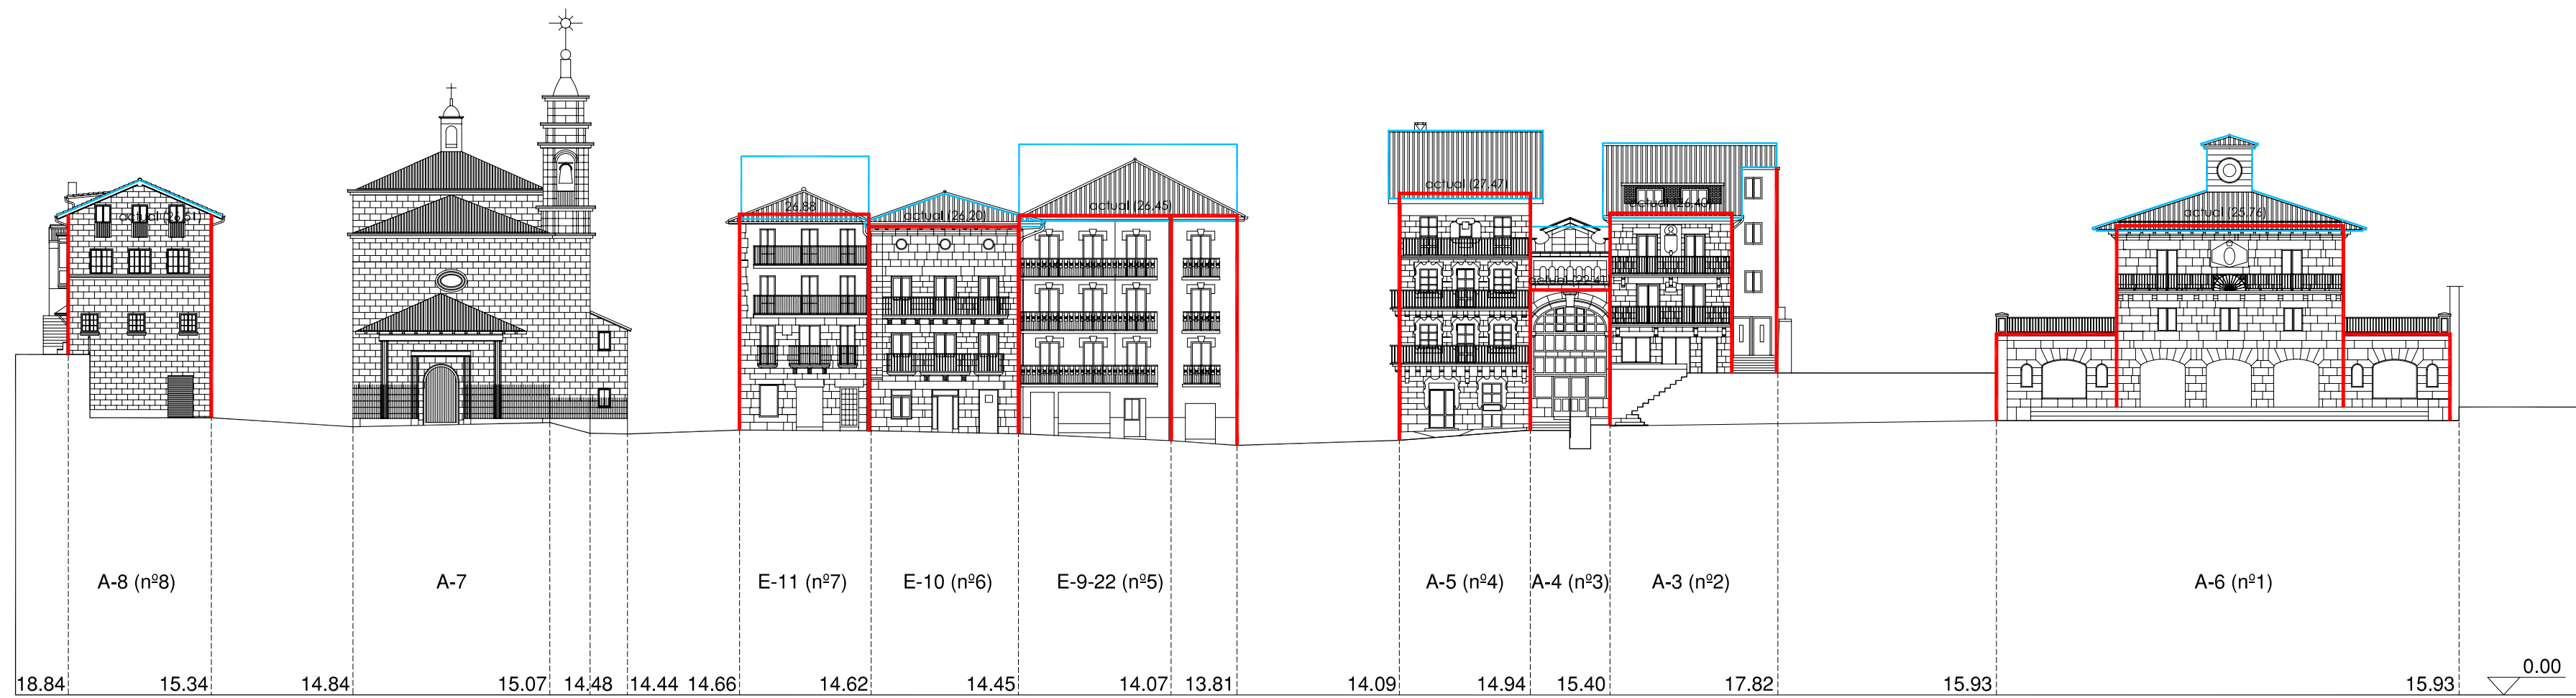 actual (27.47)
26.88
actual (26.45)
actual (26.51)
actual (26.20)
actual (26.40)
actual (25.76)
A-8 (nº8)
A-7
E-11 (nº7)
E-10 (nº6)
E-9-22 (nº5)
A-5 (nº4)
A-4 (nº3)
A-3 (nº2)
A-6 (nº1)
0.00
18.84
15.34
14.84
15.07
14.48
14.44
14.66
14.62
14.45
14.07
13.81
14.09
14.94
15.40
17.82
15.93
15.93